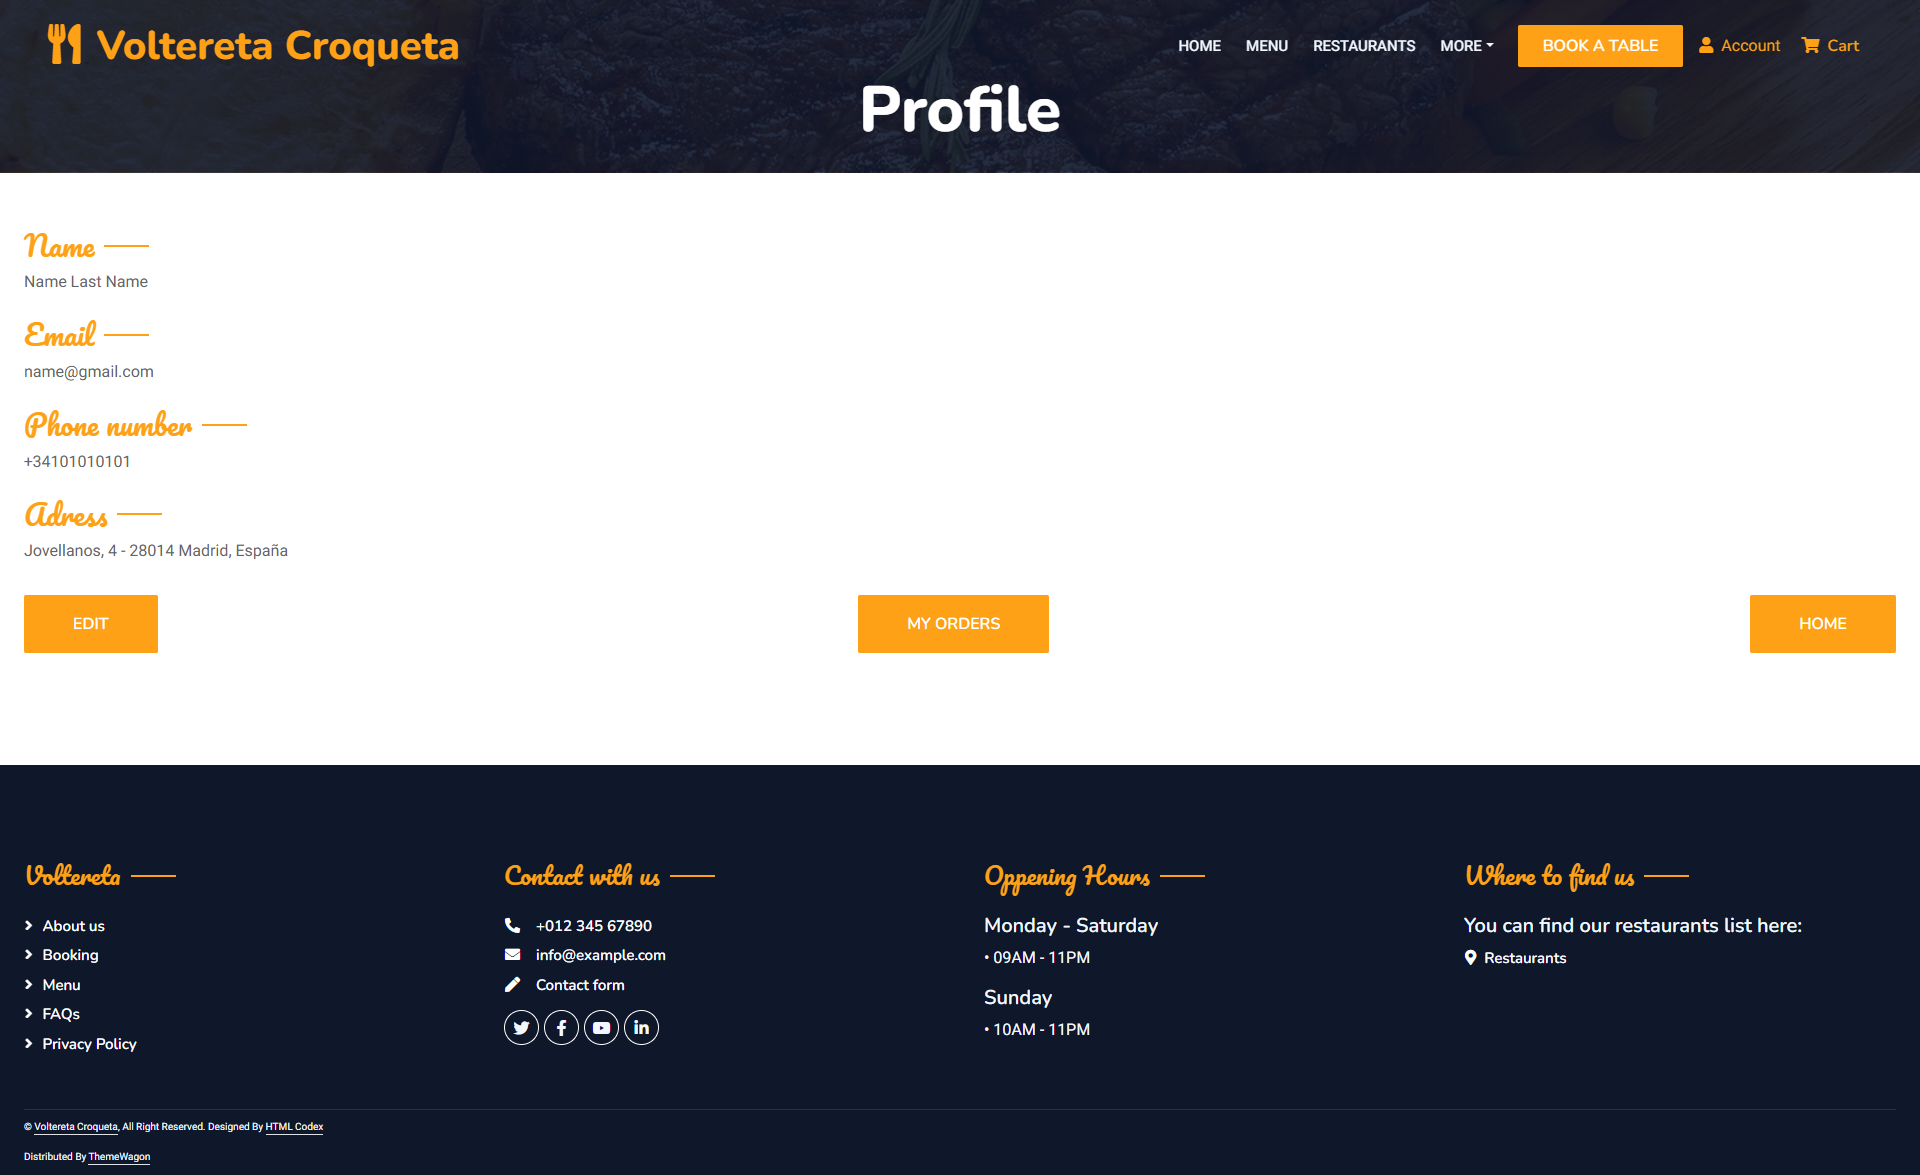 Voltereta Croqueta
HOME MENU RESTAURANTS MORE BOOK A TABLE Account Cart
Profile
Name
Name Last Name
Email
name@gmail.com
Phone number
+34101010101
Adress
Jovellanos, 4 - 28014 Madrid, España
EDIT MY ORDERS HOME
Voltereta
About us
Booking
Menu
FAQs
Privacy Policy
Contact with us
+012 345 67890
info@example.com
Contact form
Oppening Hours
Monday - Saturday
• 09AM - 11PM
Sunday
• 10AM - 11PM
Where to find us
You can find our restaurants list here:
Restaurants
© Voltereta Croqueta, All Right Reserved. Designed By HTML Codex
Distributed By ThemeWagon